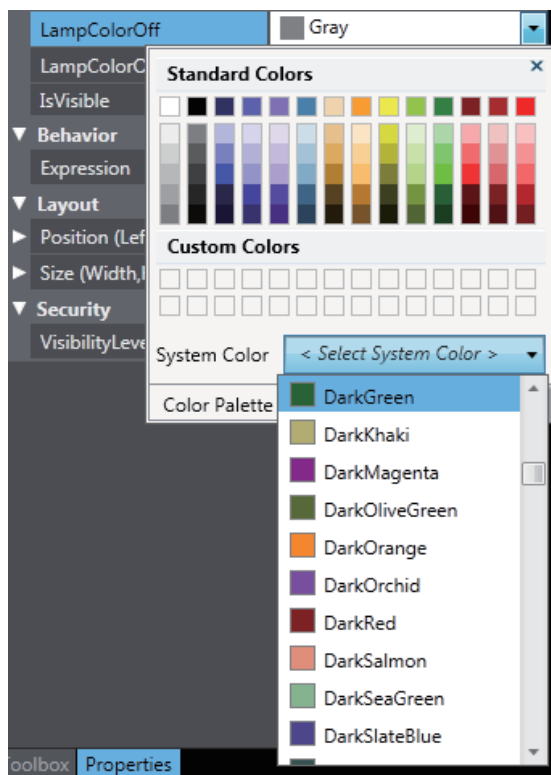 LampColorOff
Gray
LampColorO
Standard Colors
IsVisible
Behavior
Expression
Layout
Position (Lef
Custom Colors
Size (Width,
Security
VisibilityLeve
System Color
< Select System Color >
Color Palette
DarkGreen
DarkKhaki
DarkMagenta
DarkOliveGreen
DarkOrange
DarkOrchid
DarkRed
DarkSalmon
DarkSeaGreen
DarkSlateBlue
oolbox
Properties